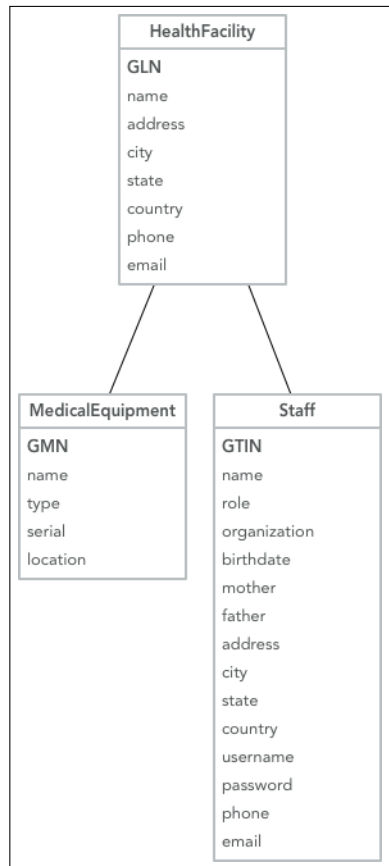 HealthFacility
GLN
name
address
city
state
country
phone
email
MedicalEquipment
GMN
name
type
serial
location
Staff
GTIN
name
role
organization
birthdate
mother
father
address
city
state
country
username
password
phone
email